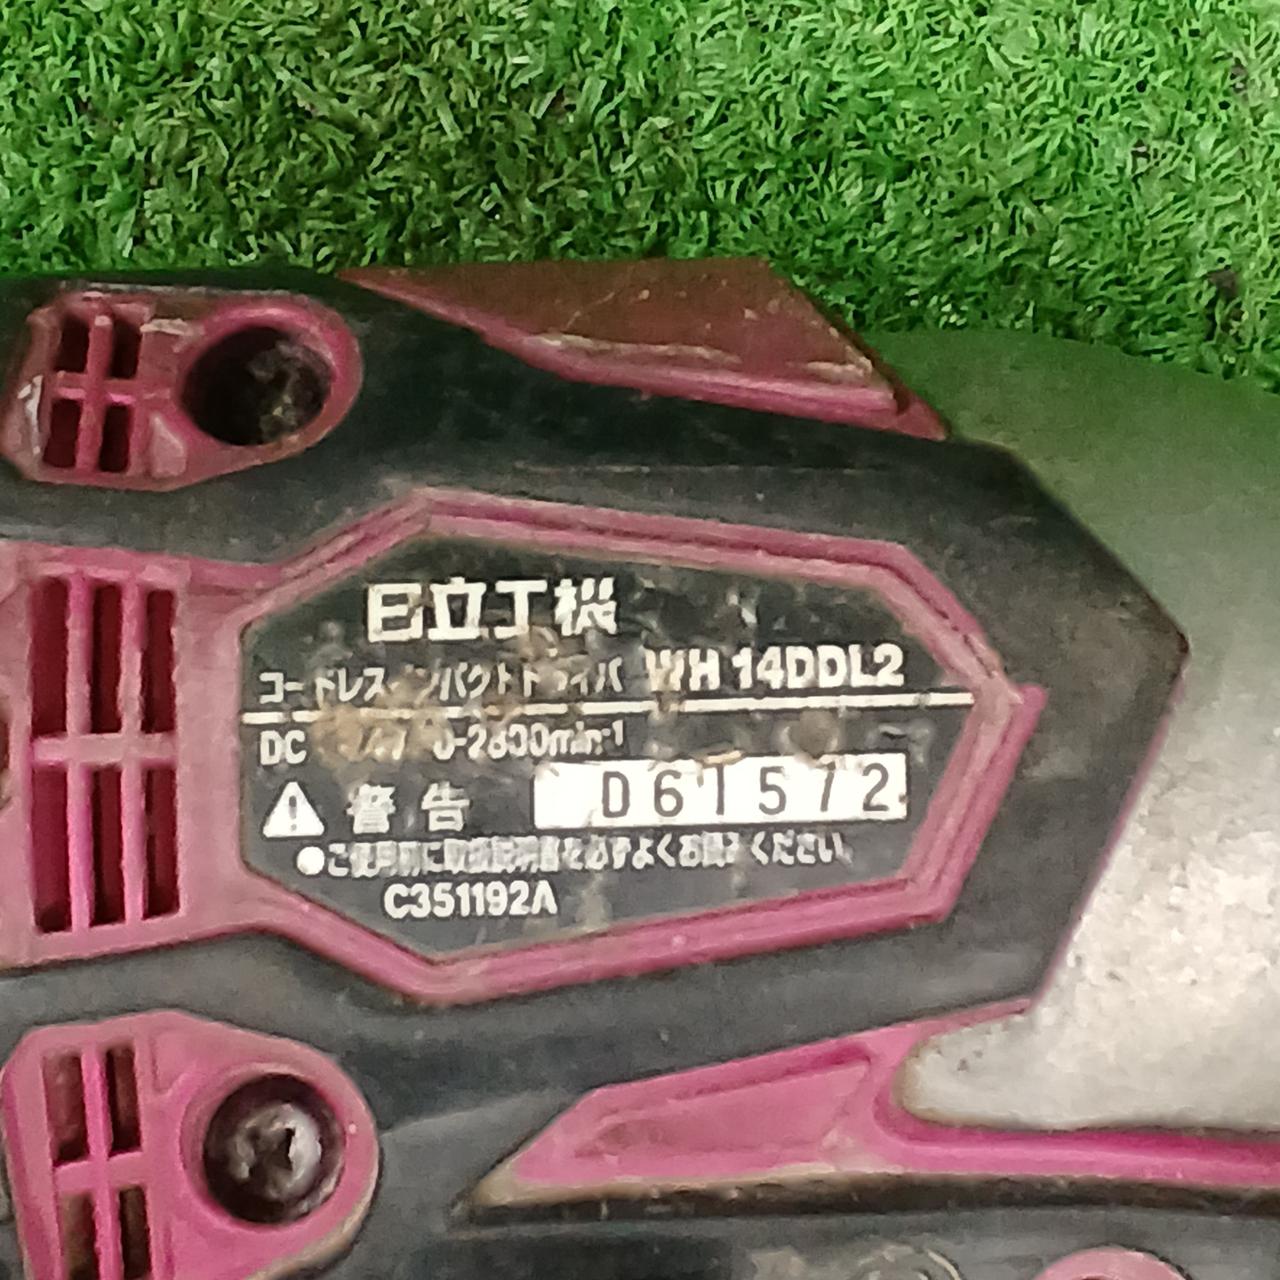 日立工機
コードレスインパクトドライバ WH 14DDL2
DC 0-2600min-1
警告 D61572
●ご使用前に取扱説明書を必ずよくお読みください。
C351192A